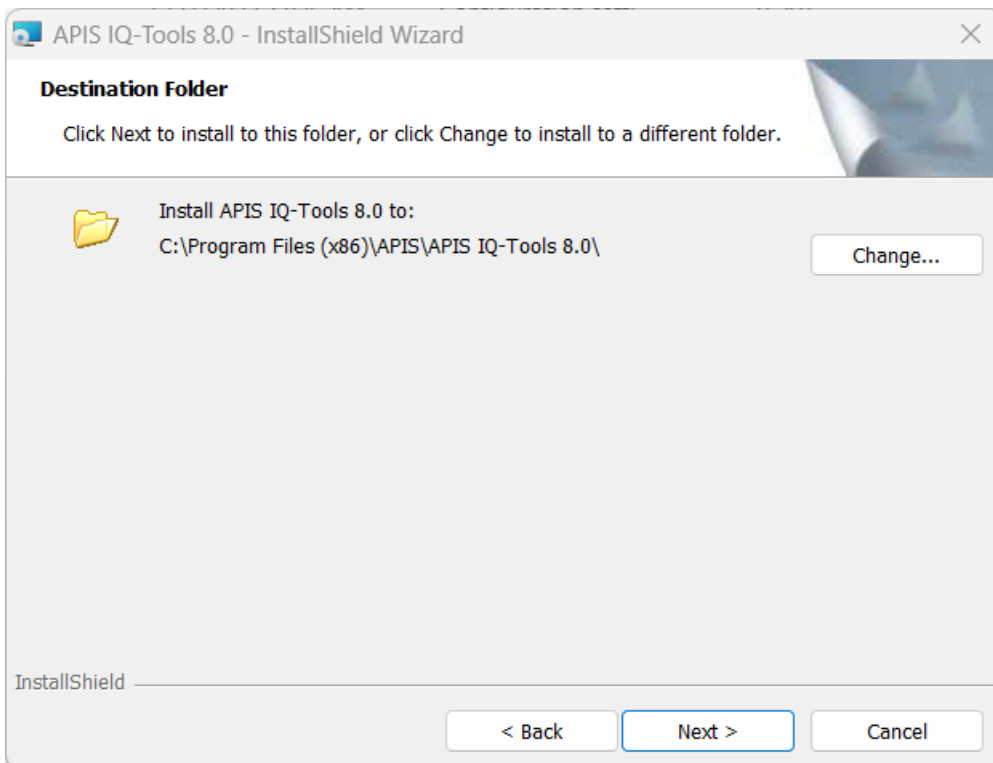 APIS IQ-Tools 8.0 - InstallShield Wizard
Destination Folder
Click Next to install to this folder, or click Change to install to a different folder.
Install APIS IQ-Tools 8.0 to:
C:\Program Files (x86)\APIS\APIS IQ-Tools 8.0\
Change...
InstallShield
< Back
Next >
Cancel